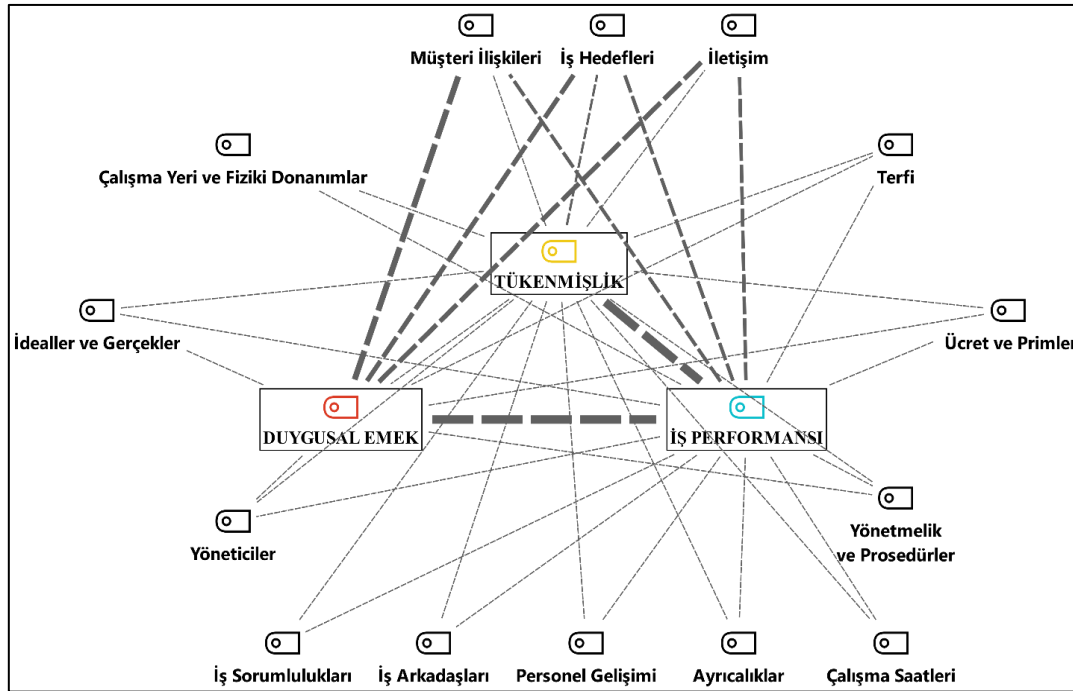 Müşteri İlişkileri
İş Hedefleri
İletişim
Çalışma Yeri ve Fiziki Donanımlar
Terfi
TÜKENMİŞLİK
İdealler ve Gerçekler
Ücret ve Primler
DUYGUSAL EMEK
İŞ PERFORMANSI
Yöneticiler
Yönetmelik
ve Prosedürler
İş Sorumlulukları
İş Arkadaşları
Personel Gelişimi
Ayrıcalıklar
Çalışma Saatleri